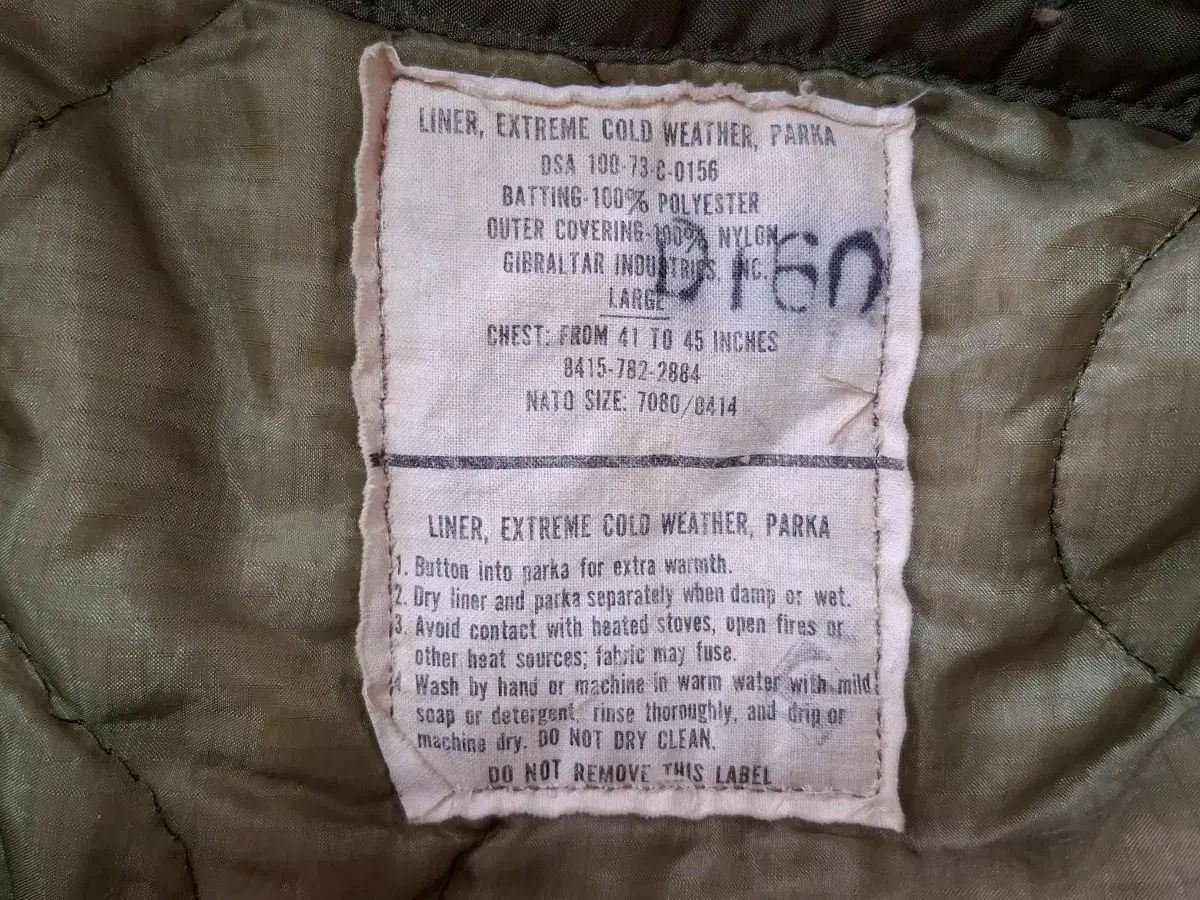 LINER, EXTREME COLD WEATHER, PARKA
DSA 100-73-C-0156
BATTING-100% POLYESTER
OUTER COVERING-100% NYLON
GIBRALTAR INDUSTRIES, INC.
D160
LARGE
CHEST: FROM 41 TO 45 INCHES
8415-782-2884
NATO SIZE: 7080/8414
LINER, EXTREME COLD WEATHER, PARKA
1. Button into parka for extra warmth.
2. Dry liner and parka separately when damp or wet.
3. Avoid contact with heated stoves, open fires or
other heat sources; fabric may fuse.
4. Wash by hand or machine in warm water with mild
soap or detergent, rinse thoroughly, and drip or
machine dry. DO NOT DRY CLEAN.
DO NOT REMOVE THIS LABEL